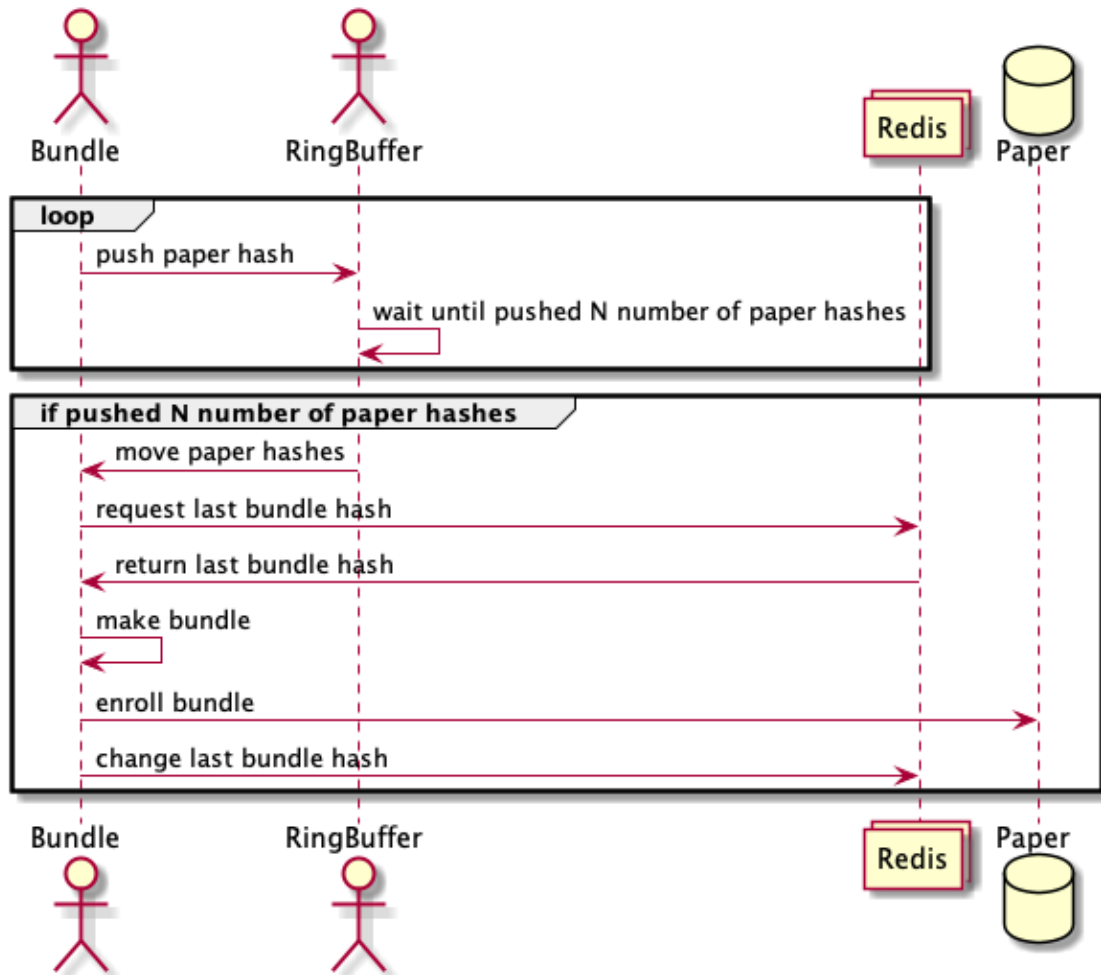 Bundle
RingBuffer
Redis
Paper
loop
push paper hash
wait until pushed N number of paper hashes
if pushed N number of paper hashes
move paper hashes
request last bundle hash
return last bundle hash
make bundle
enroll bundle
change last bundle hash
Bundle
RingBuffer
Redis
Paper